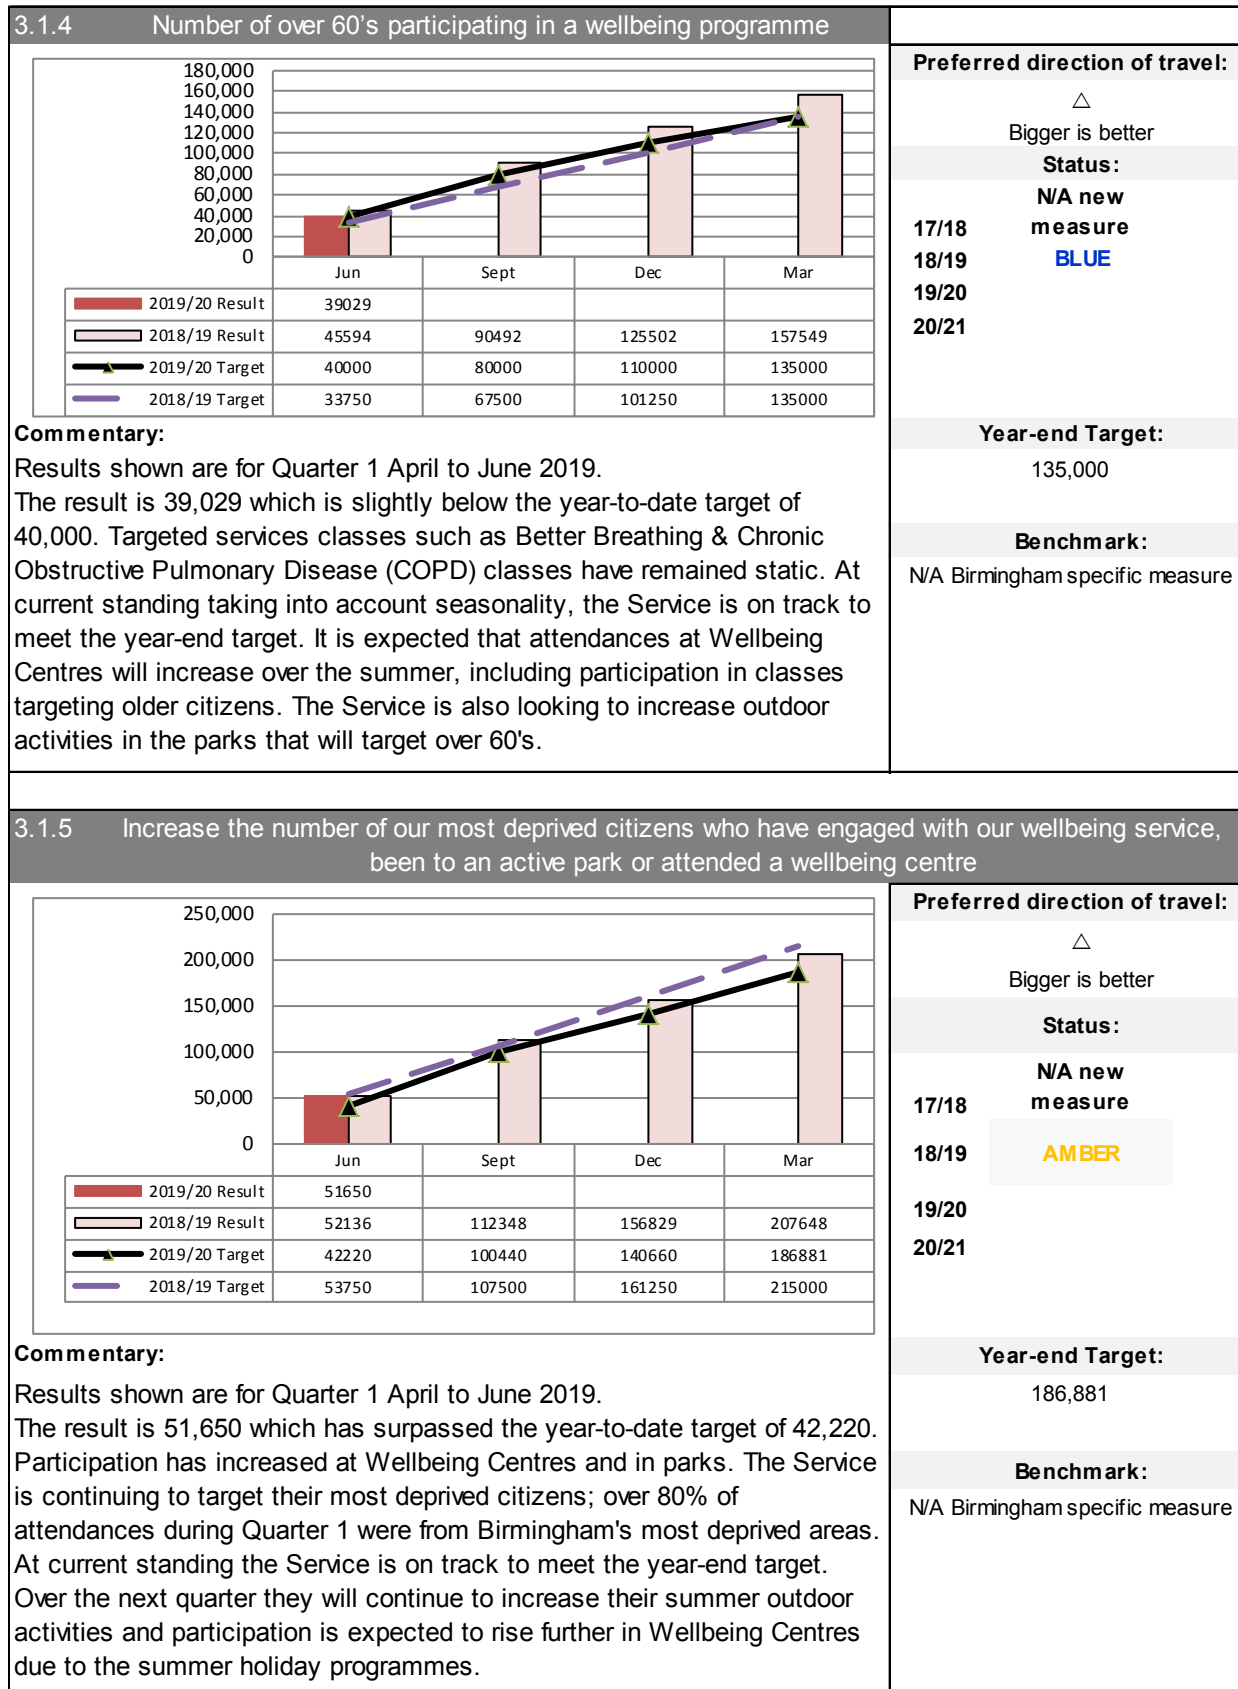 3.1.4 Number of over 60's participating in a wellbeing programme
180,000
160,000
140,000
120,000
100,000
80,000
60,000
40,000
20,000
0
Jun Sept Dec Mar
2019/20 Result 39029
2018/19 Result 45594 90492 125502 157549
2019/20 Target 40000 80000 110000 135000
2018/19 Target 33750 67500 101250 135000
Preferred direction of travel:
△
Bigger is better
Status:
N/A new
17/18 measure
18/19 BLUE
19/20
20/21
Commentary:
Results shown are for Quarter 1 April to June 2019.
The result is 39,029 which is slightly below the year-to-date target of
40,000. Targeted services classes such as Better Breathing & Chronic
Obstructive Pulmonary Disease (COPD) classes have remained static. At
current standing taking into account seasonality, the Service is on track to
meet the year-end target. It is expected that attendances at Wellbeing
Centres will increase over the summer, including participation in classes
targeting older citizens. The Service is also looking to increase outdoor
activities in the parks that will target over 60's.
Year-end Target:
135,000
Benchmark:
N/A Birmingham specific measure
3.1.5 Increase the number of our most deprived citizens who have engaged with our wellbeing service,
been to an active park or attended a wellbeing centre
250,000
200,000
150,000
100,000
50,000
0
Jun Sept Dec Mar
2019/20 Result 51650
2018/19 Result 52136 112348 156829 207648
2019/20 Target 42220 100440 140660 186881
2018/19 Target 53750 107500 161250 215000
Preferred direction of travel:
△
Bigger is better
Status:
N/A new
17/18 measure
18/19 AMBER
19/20
20/21
Commentary:
Results shown are for Quarter 1 April to June 2019.
The result is 51,650 which has surpassed the year-to-date target of 42,220.
Participation has increased at Wellbeing Centres and in parks. The Service
is continuing to target their most deprived citizens; over 80% of
attendances during Quarter 1 were from Birmingham's most deprived areas.
At current standing the Service is on track to meet the year-end target.
Over the next quarter they will continue to increase their summer outdoor
activities and participation is expected to rise further in Wellbeing Centres
due to the summer holiday programmes.
Year-end Target:
186,881
Benchmark:
N/A Birmingham specific measure